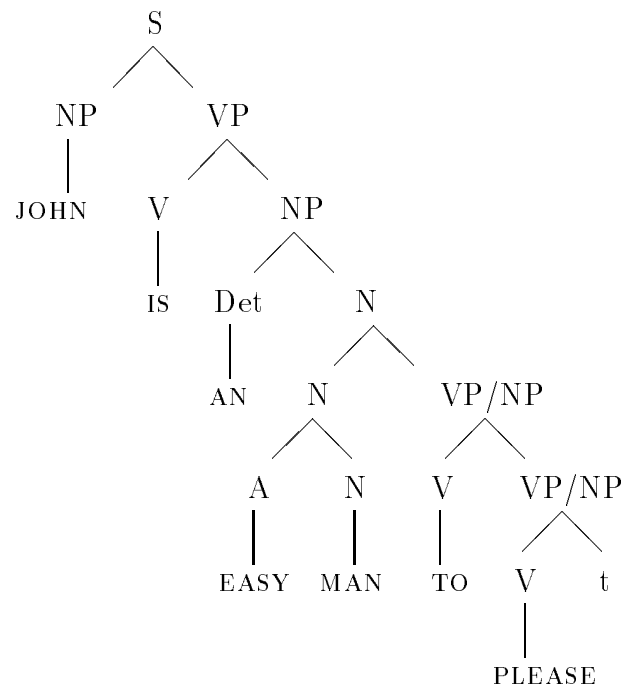 S
NP VP
JOHN V NP
IS Det N
AN N VP/NP
A N V VP/NP
EASY MAN TO V t
PLEASE